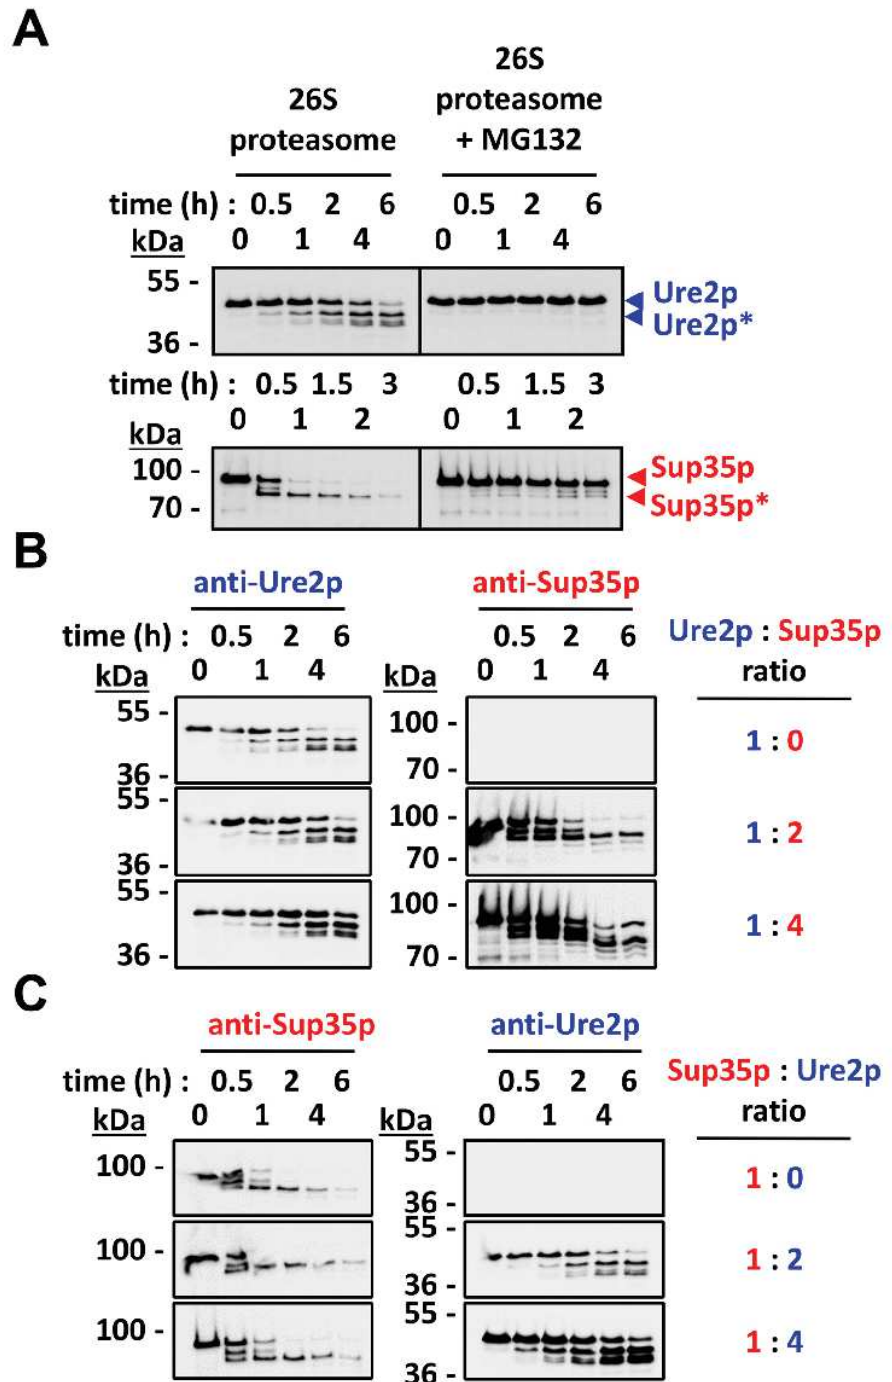 A
26S
proteasome
26S
proteasome
+ MG132
time (h) : 0.5 2 6 0.5 2 6
kDa 0 1 4 0 1 4
55 -
Ure2p
Ure2p*
36 -
time (h) : 0.5 1.5 3 0.5 1.5 3
kDa 0 1 2 0 1 2
100 -
Sup35p
Sup35p*
70 -
B
anti-Ure2p anti-Sup35p
time (h) : 0.5 2 6 0.5 2 6 Ure2p : Sup35p
kDa 0 1 4 kDa 0 1 4 ratio
55 - 100 -
1 : 0
36 - 70 -
55 - 100 -
1 : 2
36 - 70 -
55 - 100 -
1 : 4
36 - 70 -
C
anti-Sup35p anti-Ure2p
time (h) : 0.5 2 6 0.5 2 6 Sup35p : Ure2p
kDa 0 1 4 kDa 0 1 4 ratio
100 - 55 -
1 : 0
36 -
100 - 55 -
1 : 2
36 -
100 - 55 -
1 : 4
36 -